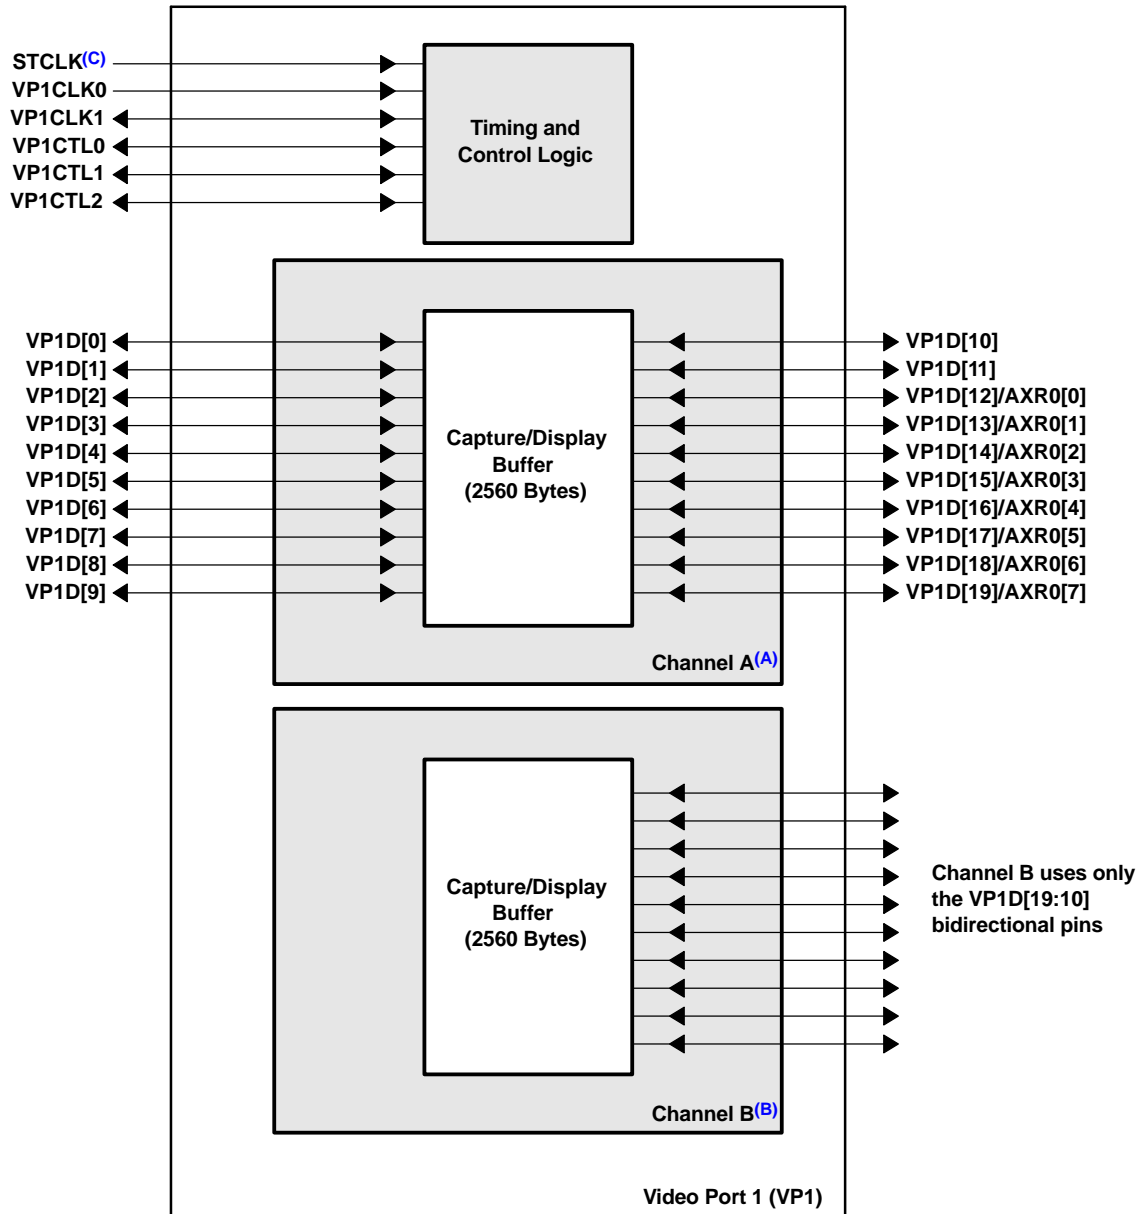 STCLK(C)
VP1CLK0
VP1CLK1
VP1CTL0
VP1CTL1
VP1CTL2
Timing and
Control Logic
VP1D[0]
VP1D[1]
VP1D[2]
VP1D[3]
VP1D[4]
VP1D[5]
VP1D[6]
VP1D[7]
VP1D[8]
VP1D[9]
Capture/Display
Buffer
(2560 Bytes)
VP1D[10]
VP1D[11]
VP1D[12]/AXR0[0]
VP1D[13]/AXR0[1]
VP1D[14]/AXR0[2]
VP1D[15]/AXR0[3]
VP1D[16]/AXR0[4]
VP1D[17]/AXR0[5]
VP1D[18]/AXR0[6]
VP1D[19]/AXR0[7]
Channel A(A)
Capture/Display
Buffer
(2560 Bytes)
Channel B uses only
the VP1D[19:10]
bidirectional pins
Channel B(B)
Video Port 1 (VP1)